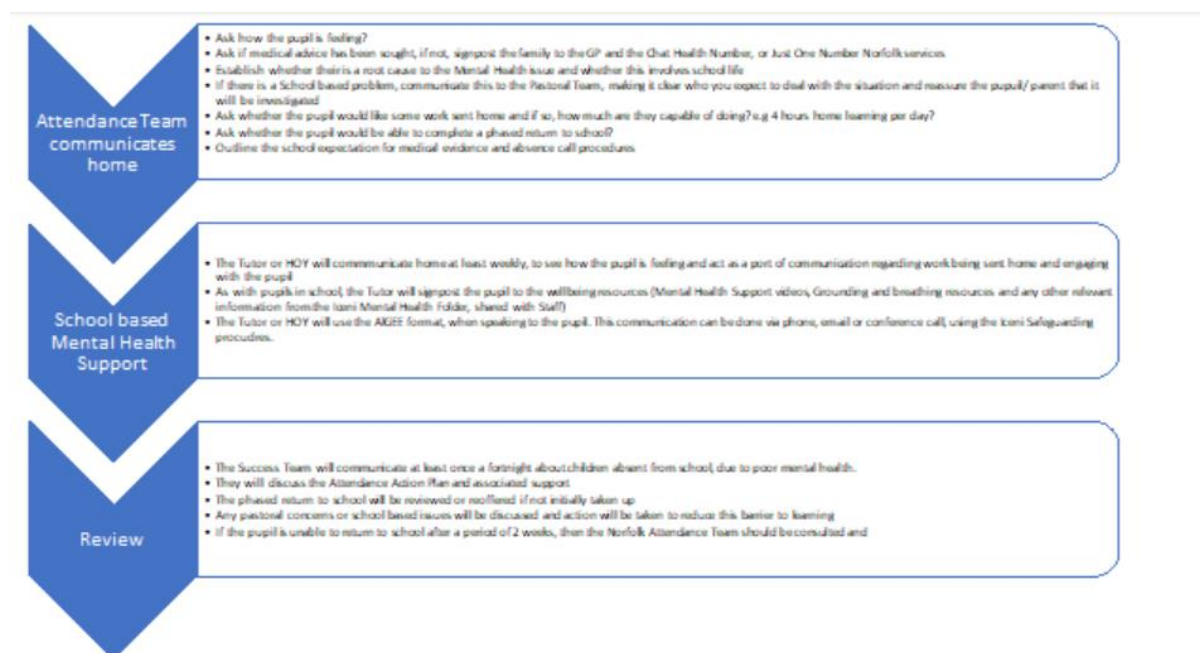 Attendance Team
communicates
home
• Ask how the pupil is feeling?
• Ask if medical advice has been sought, if not, signpost the family to the GP and the Chat Health Number, or Just One Number Norfolk services
• Establish whether their is a root cause to the Mental Health issue and whether this involves school life
• If there is a School based problem, communicate this to the Pastoral Team, making it clear who you expect to deal with the situation and reassure the pupuil/ parent that it
will be investigated
• Ask whether the pupil would like some work sent home and if so, how much are they capable of doing? e.g 4 hours home learning per day?
• Ask whether the pupil would be able to complete a phased return to school?
• Outline the school expectation for medical evidence and absence call procedures
School based
Mental Health
Support
• The Tutor or HOY will commmunicate home at least weekly, to see how the pupil is feeling and act as a port of communication regarding work being sent home and engaging
with the pupil
• As with pupils in school, the Tutor will signpost the pupil to the wellbeing resources (Mental Health Support videos, Grounding and breathing resources and any other relevant
information from the Iceni Mental Health Folder, shared with Staff)
• The Tutor or HOY will use the format, when speaking to the pupil. This communication can be done via phone, email or conference call, using the Iceni Safeguarding
procudres.
Review
• The Success Team will communicate at least once a fortnight about children absent from school, due to poor mental health.
• They will discuss the Attendance Action Plan and associated support
• The phased return to school will be reviewed or reoffered if not initially taken up
• Any pastoral concerns or school based issues will be discussed and action will be taken to reduce this barrier to learning
• If the pupil is unable to return to school after a period of 2 weeks, then the Norfolk Attendance Team should be consulted and